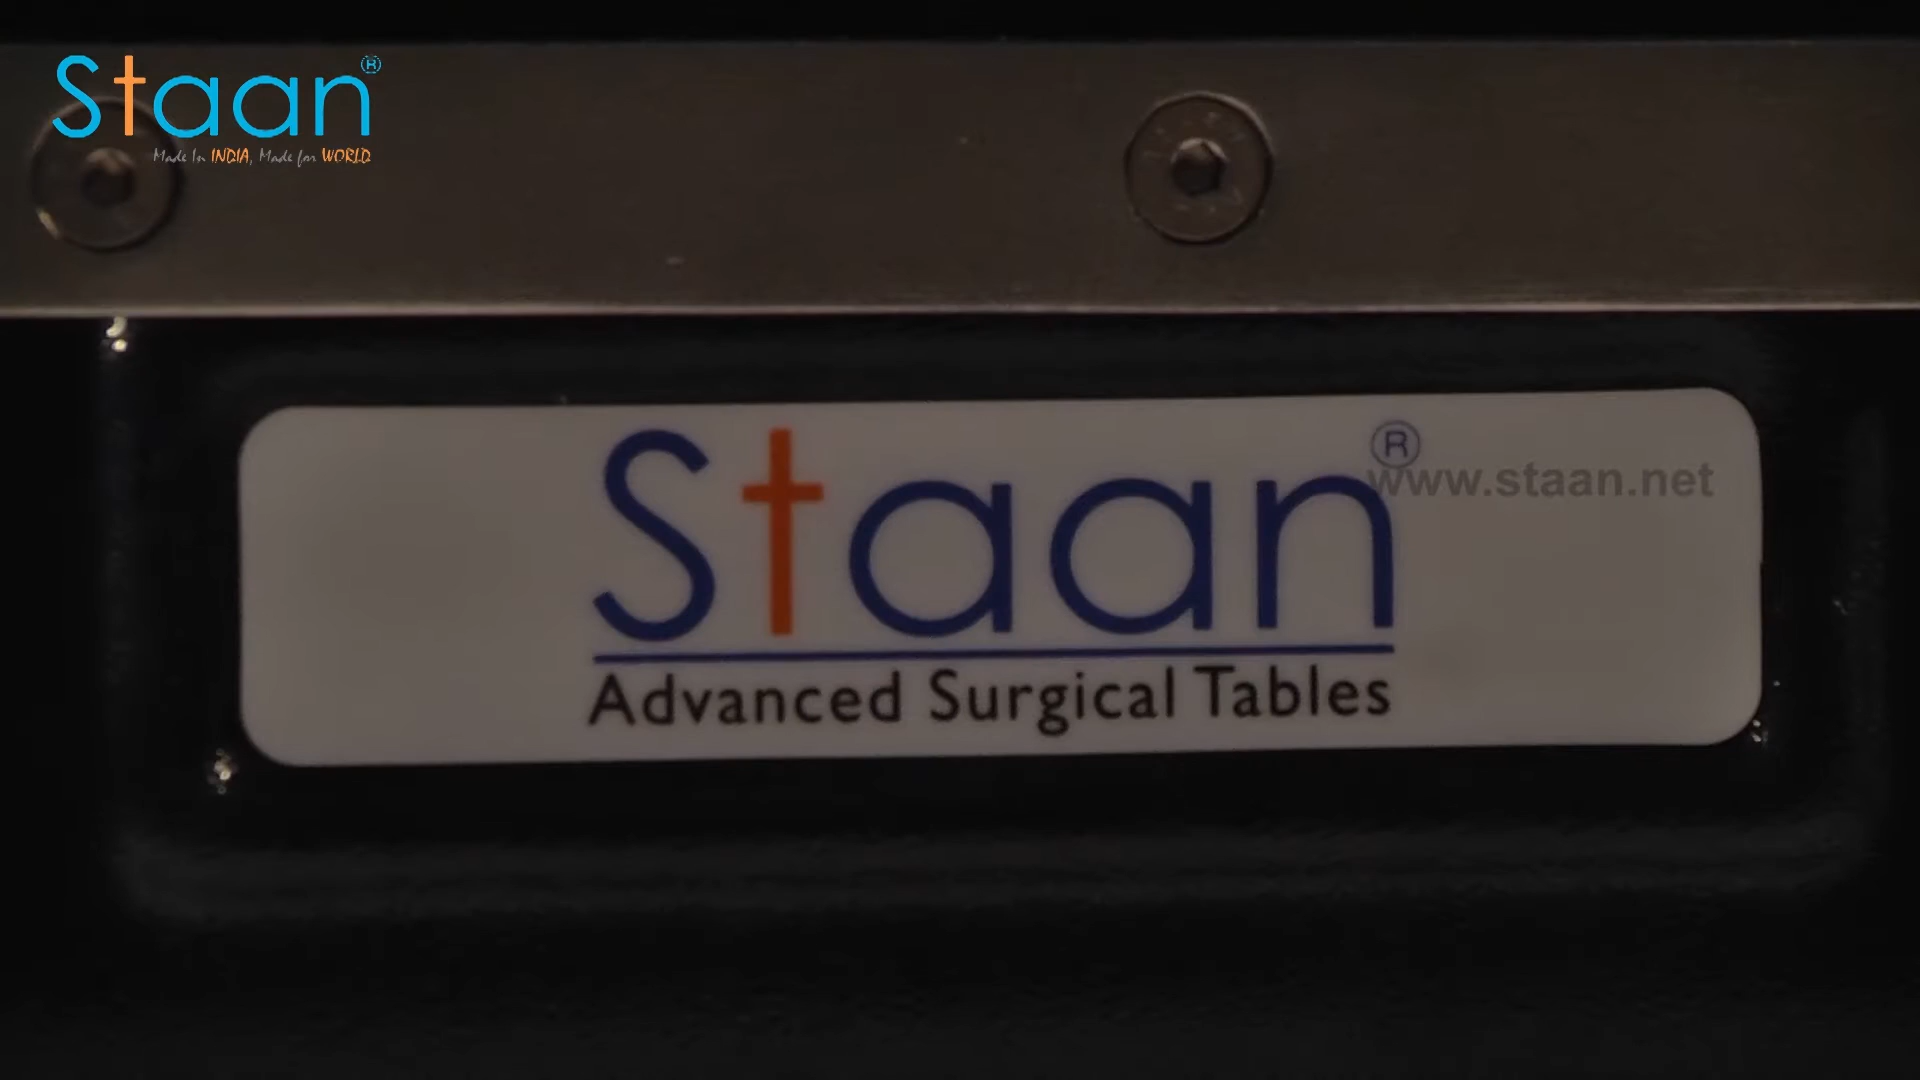 Staan®
Made In INDIA, Made for WORLD
Staan®
www.staan.net
Advanced Surgical Tables